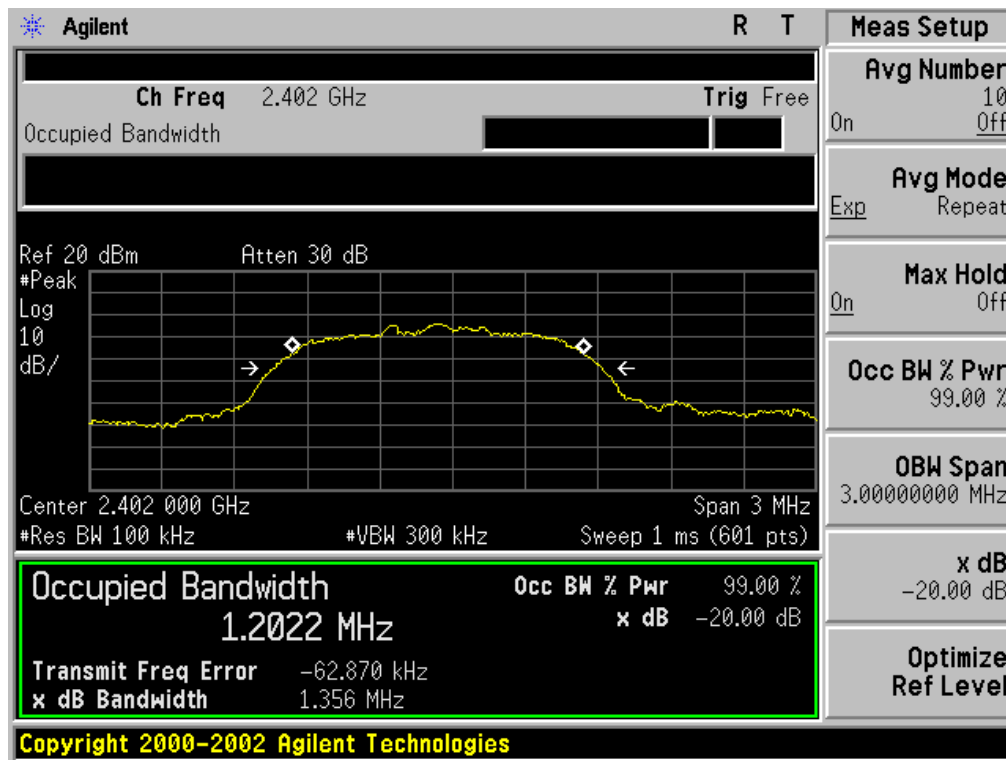 Agilent R T
Ch Freq 2.402 GHz Trig Free
Occupied Bandwidth
Ref 20 dBm Atten 30 dB
#Peak
Log
10
dB/
Center 2.402 000 GHz Span 3 MHz
#Res BW 100 kHz #VBW 300 kHz Sweep 1 ms (601 pts)
Occupied Bandwidth
1.2022 MHz
Occ BW % Pwr 99.00 %
x dB -20.00 dB
Transmit Freq Error -62.870 kHz
x dB Bandwidth 1.356 MHz
Copyright 2000-2002 Agilent Technologies
Meas Setup
Avg Number
10
On Off
Avg Mode
Exp Repeat
Max Hold
On Off
Occ BW % Pwr
99.00 %
OBW Span
3.00000000 MHz
x dB
-20.00 dB
Optimize
Ref Level